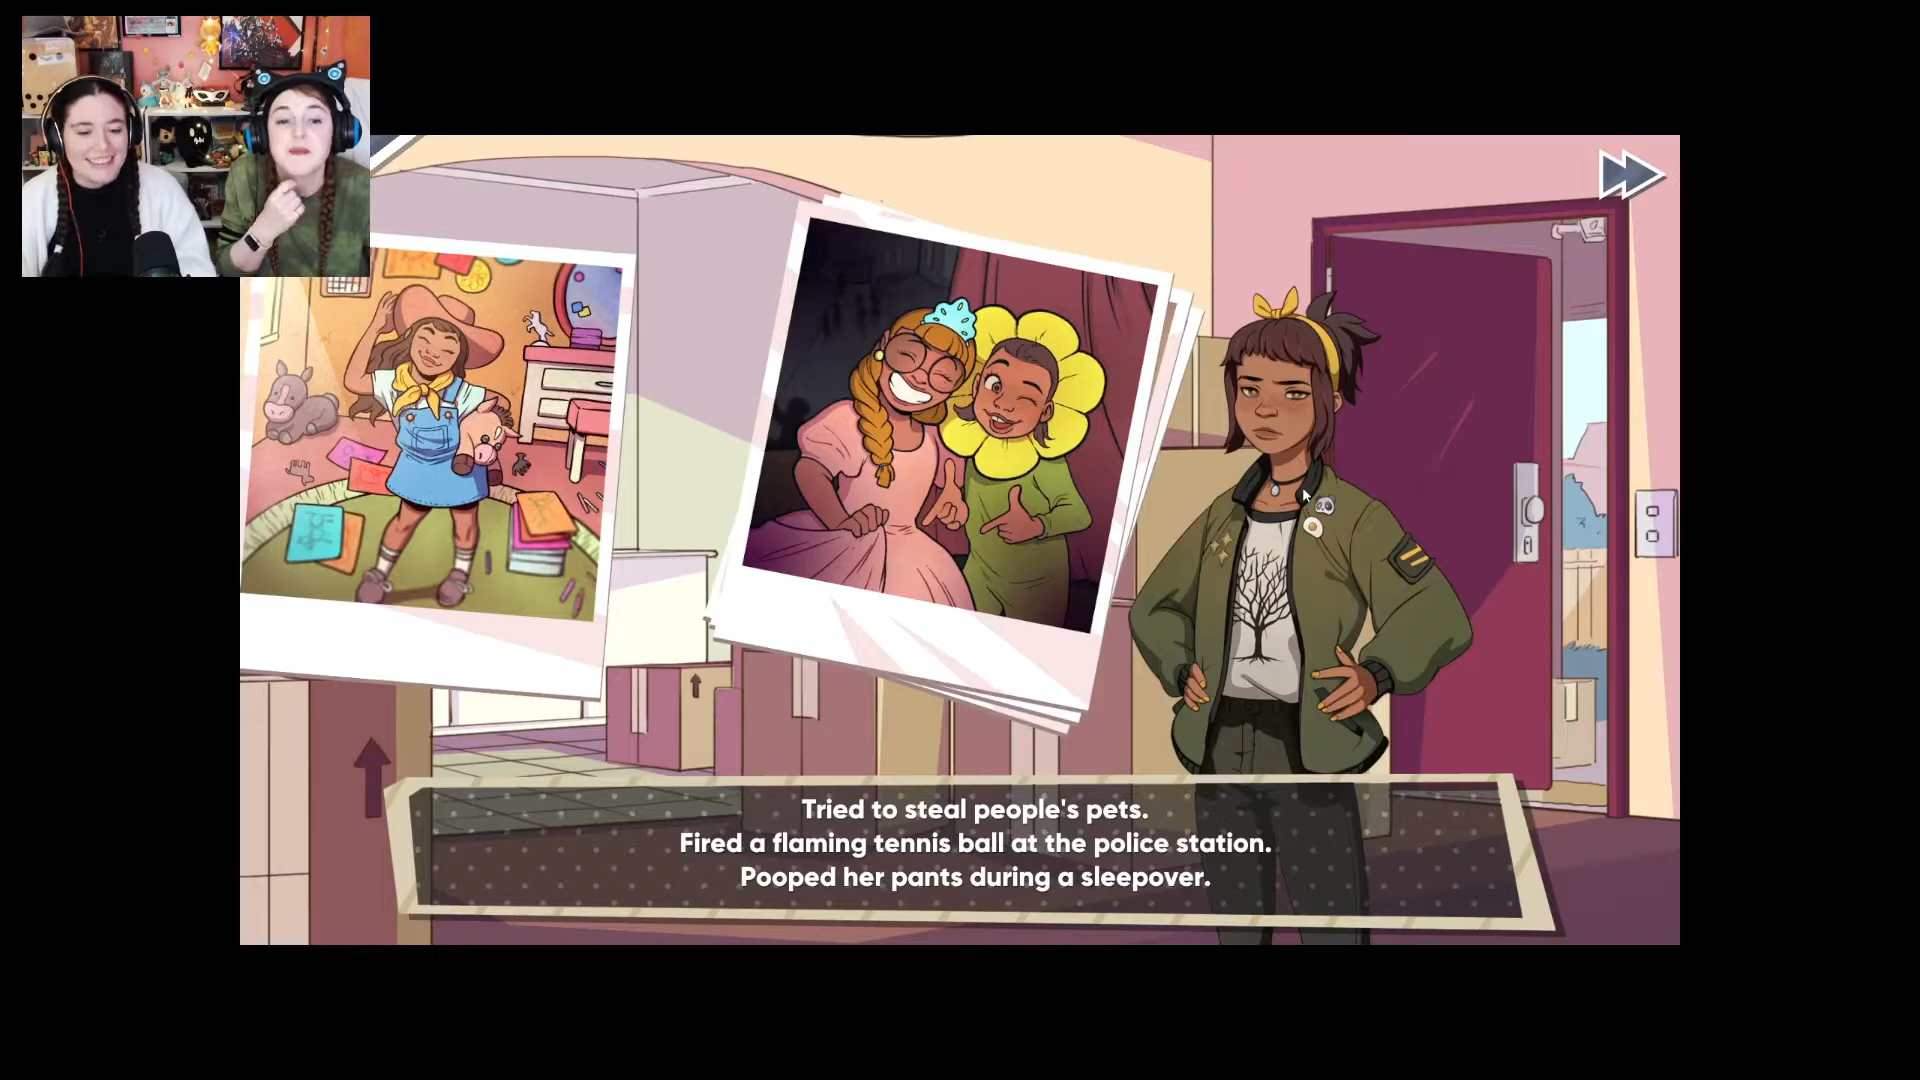 Tried to steal people's pets.
Fired a flaming tennis ball at the police station.
Pooped her pants during a sleepover.